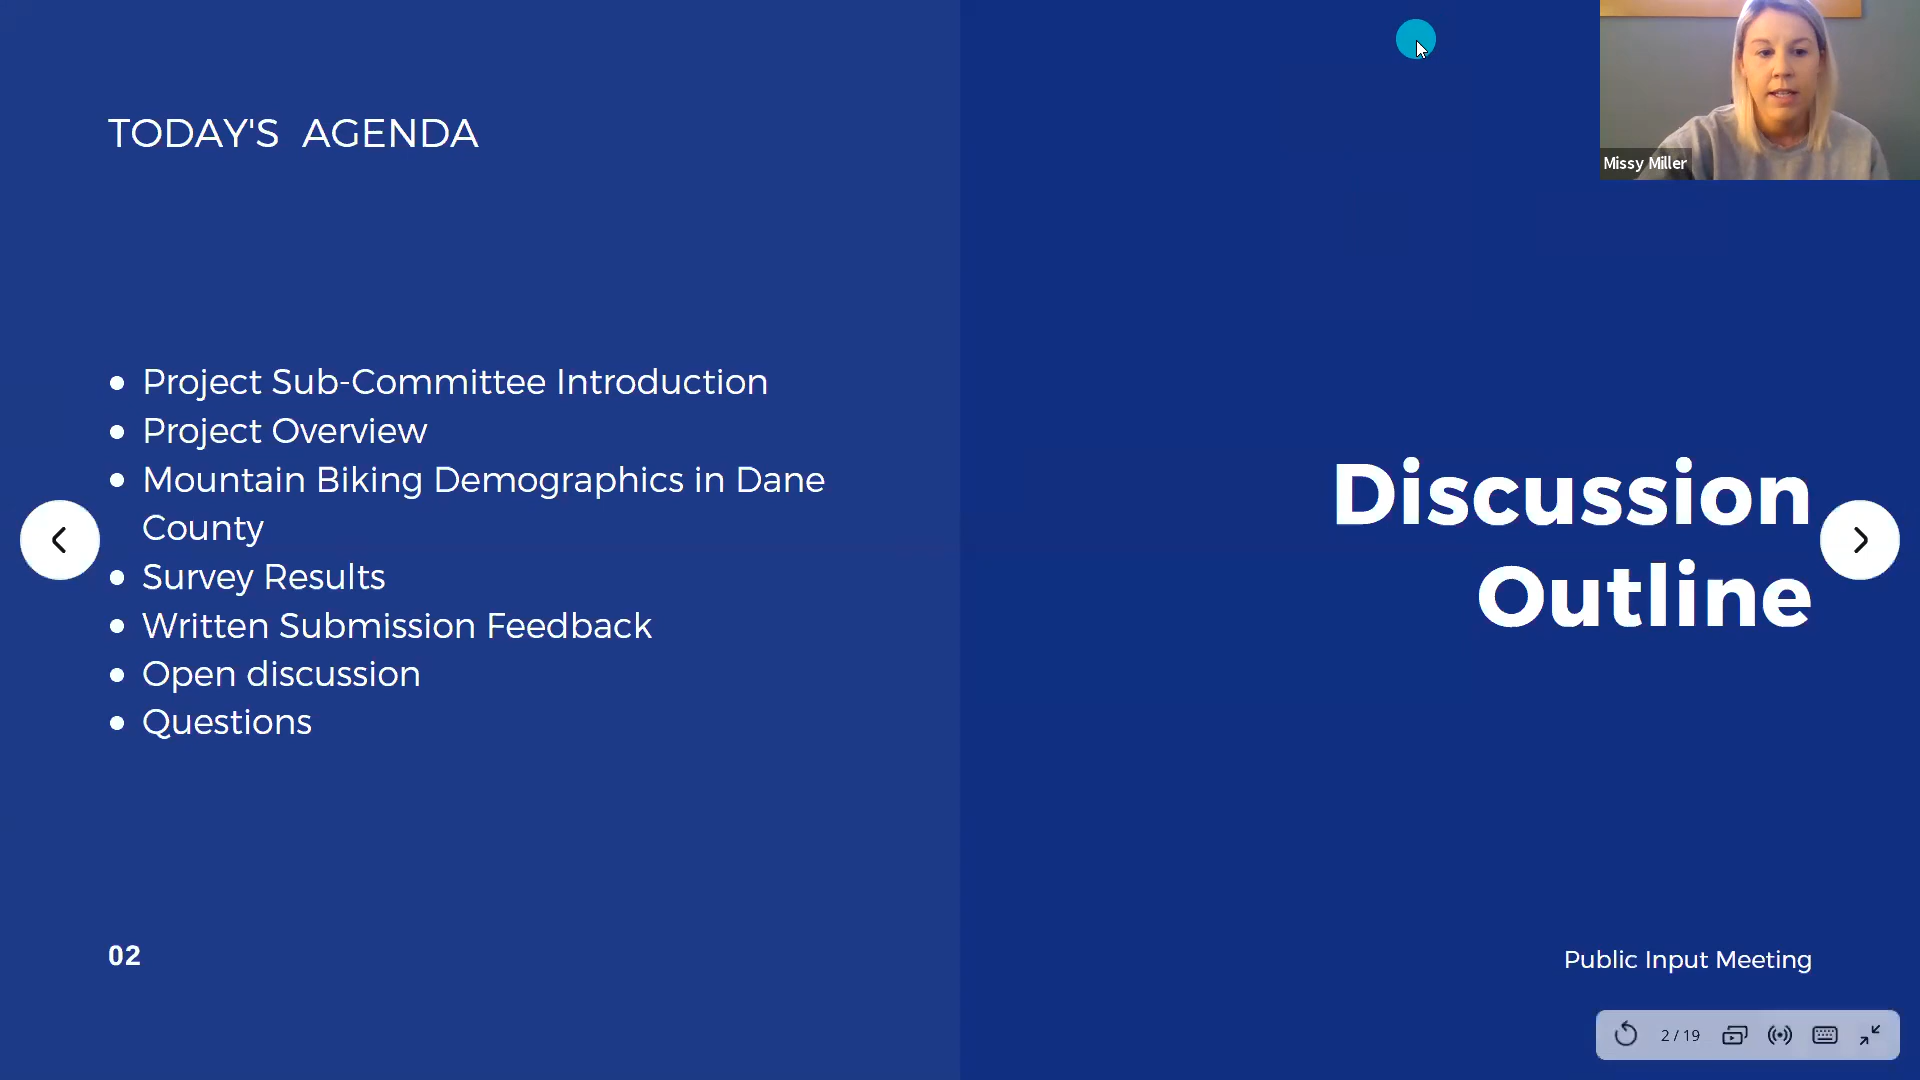 TODAY'S AGENDA
Project Sub-Committee Introduction
Project Overview
Mountain Biking Demographics in Dane
County
Survey Results
Written Submission Feedback
Open discussion
Questions
02
Discussion
Outline
Public Input Meeting
Missy Miller
2 / 19